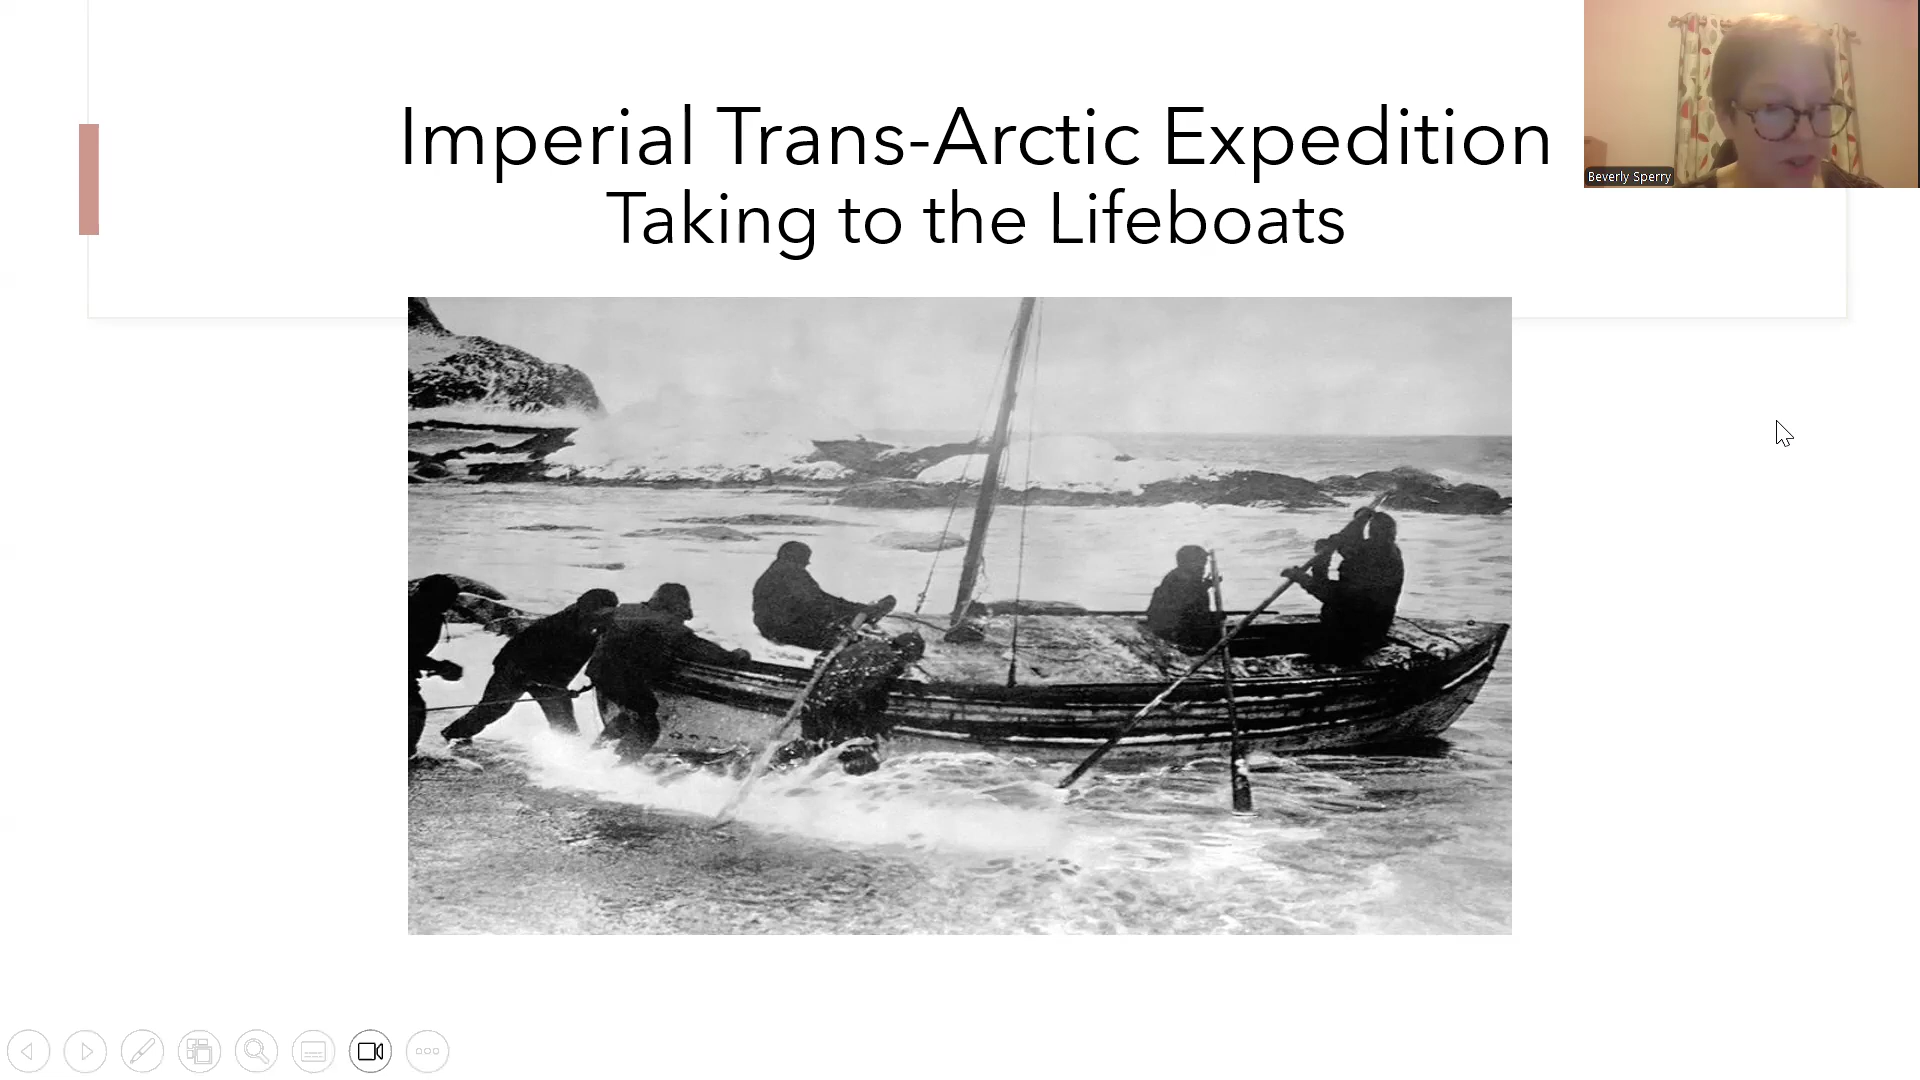 Imperial Trans-Arctic Expedition
Taking to the Lifeboats
Beverly Sperry